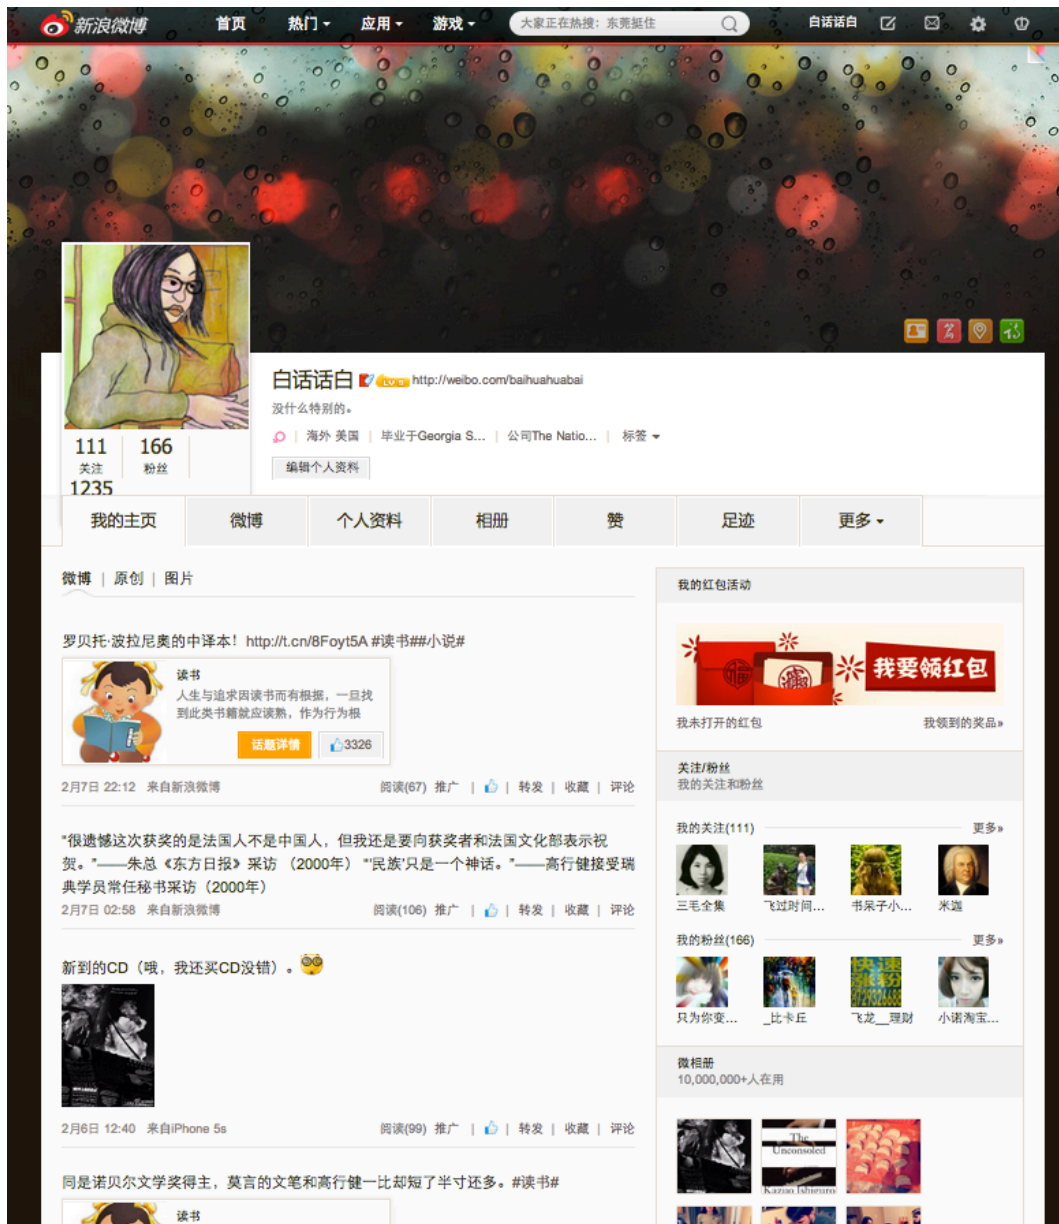 新浪微博
首页 热门 应用 游戏 大家正在热搜：东莞挺住 白话话白
白话话白 LV 9 http://weibo.com/baihuahuabai
没什么特别的。
海外 美国 | 毕业于Georgia S... | 公司The Natio... | 标签
编辑个人资料
111 166
关注 粉丝
1235
我的主页 微博 个人资料 相册 赞 足迹 更多
微博 | 原创 | 图片
罗贝托·波拉尼奥的中译本！http://t.cn/8Foyt5A #读书##小说#
读书
人生与追求因读书而有根据，一旦找
到此类书籍就应读熟，作为行为根
话题详情 3326
2月7日 22:12 来自新浪微博 阅读(67) 推广 | | 转发 | 收藏 | 评论
“很遗憾这次获奖的是法国人不是中国人，但我还是要向获奖者和法国文化部表示祝
贺。”——朱总《东方日报》采访 （2000年） “‘民族’只是一个神话。”——高行健接受瑞
典学员常任秘书采访（2000年）
2月7日 02:58 来自新浪微博 阅读(106) 推广 | | 转发 | 收藏 | 评论
新到的CD（哦，我还买CD没错）。
2月6日 12:40 来自iPhone 5s 阅读(99) 推广 | | 转发 | 收藏 | 评论
同是诺贝尔文学奖得主，莫言的文笔和高行健一比却短了半寸还多。#读书#
读书
我的红包活动
福
我要领红包
我未打开的红包 我领到的奖品»
关注/粉丝
我的关注和粉丝
我的关注(111) 更多»
三毛全集 飞过时间... 书呆子小... 米迦
我的粉丝(166) 更多»
快速
涨粉
只为你变... _比卡丘 飞龙__理财 小诺淘宝...
微相册
10,000,000+人在用
The
Unconsoled
Kazuo Ishiguro